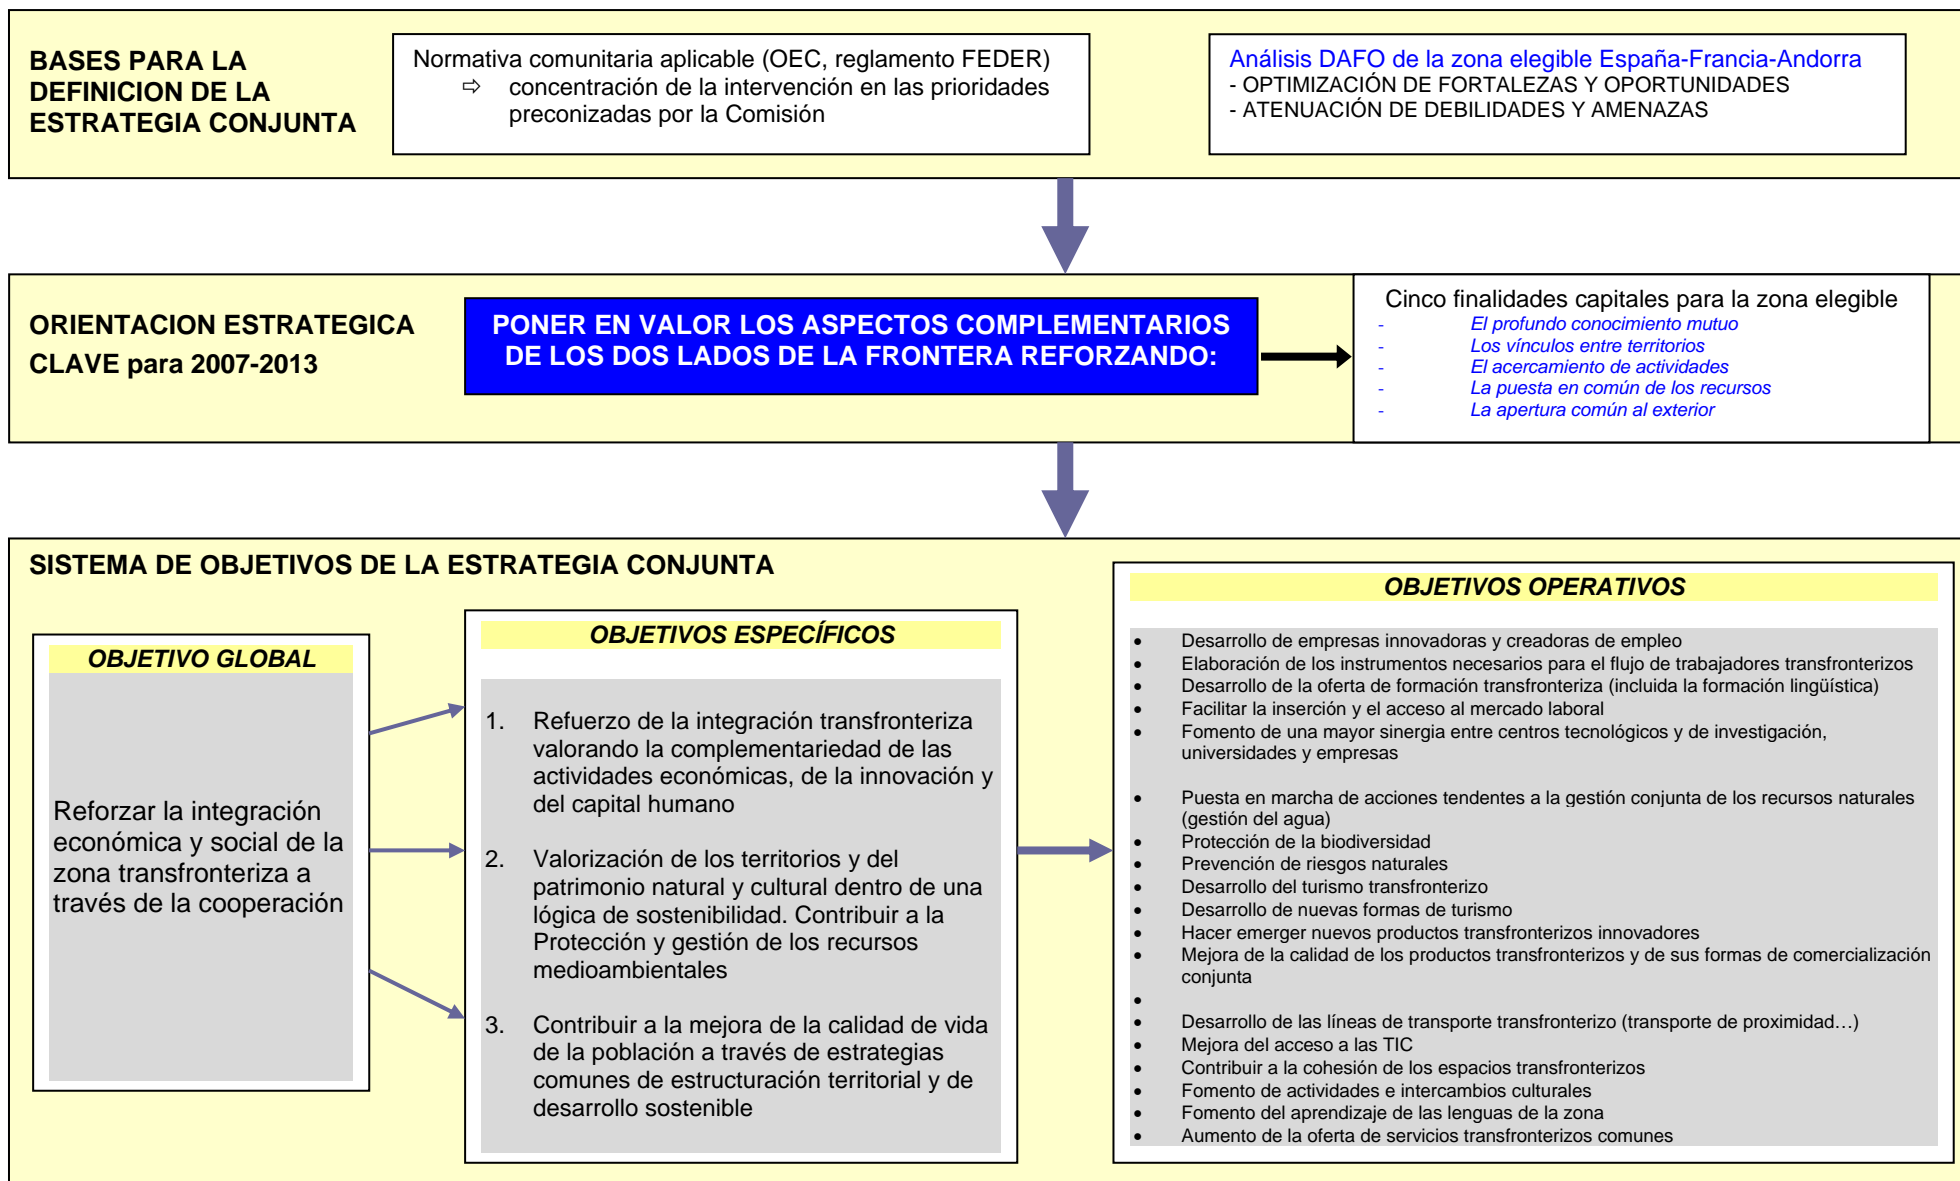 BASES PARA LA
DEFINICION DE LA
ESTRATEGIA CONJUNTA
Normativa comunitaria aplicable (OEC, reglamento FEDER)
⇨ concentración de la intervención en las prioridades
preconizadas por la Comisión
Análisis DAFO de la zona elegible España-Francia-Andorra
- OPTIMIZACIÓN DE FORTALEZAS Y OPORTUNIDADES
- ATENUACIÓN DE DEBILIDADES Y AMENAZAS
ORIENTACION ESTRATEGICA
CLAVE para 2007-2013
PONER EN VALOR LOS ASPECTOS COMPLEMENTARIOS
DE LOS DOS LADOS DE LA FRONTERA REFORZANDO:
Cinco finalidades capitales para la zona elegible
- El profundo conocimiento mutuo
- Los vínculos entre territorios
- El acercamiento de actividades
- La puesta en común de los recursos
- La apertura común al exterior
SISTEMA DE OBJETIVOS DE LA ESTRATEGIA CONJUNTA
OBJETIVO GLOBAL
Reforzar la integración
económica y social de la
zona transfronteriza a
través de la cooperación
OBJETIVOS ESPECÍFICOS
1. Refuerzo de la integración transfronteriza
valorando la complementariedad de las
actividades económicas, de la innovación y
del capital humano
2. Valorización de los territorios y del
patrimonio natural y cultural dentro de una
lógica de sostenibilidad. Contribuir a la
Protección y gestión de los recursos
medioambientales
3. Contribuir a la mejora de la calidad de vida
de la población a través de estrategias
comunes de estructuración territorial y de
desarrollo sostenible
OBJETIVOS OPERATIVOS
• Desarrollo de empresas innovadoras y creadoras de empleo
• Elaboración de los instrumentos necesarios para el flujo de trabajadores transfronterizos
• Desarrollo de la oferta de formación transfronteriza (incluida la formación lingüística)
• Facilitar la inserción y el acceso al mercado laboral
• Fomento de una mayor sinergia entre centros tecnológicos y de investigación,
universidades y empresas
• Puesta en marcha de acciones tendentes a la gestión conjunta de los recursos naturales
(gestión del agua)
• Protección de la biodiversidad
• Prevención de riesgos naturales
• Desarrollo del turismo transfronterizo
• Desarrollo de nuevas formas de turismo
• Hacer emerger nuevos productos transfronterizos innovadores
• Mejora de la calidad de los productos transfronterizos y de sus formas de comercialización
conjunta
•
• Desarrollo de las líneas de transporte transfronterizo (transporte de proximidad…)
• Mejora del acceso a las TIC
• Contribuir a la cohesión de los espacios transfronterizos
• Fomento de actividades e intercambios culturales
• Fomento del aprendizaje de las lenguas de la zona
• Aumento de la oferta de servicios transfronterizos comunes